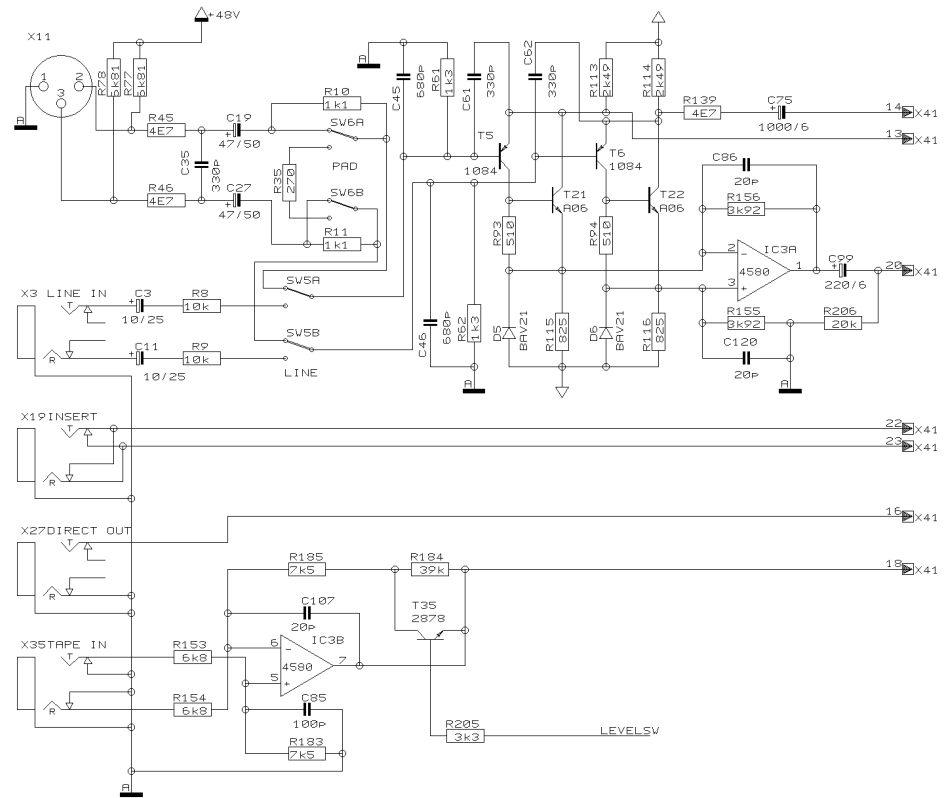 +48V
X11
1
2
3
A
R78
6k81
R77
6k81
R45
4E7
C19
47/50
C35
330p
R46
4E7
C27
47/50
R10
1k1
SW6A
PAD
R35
270
SW6B
R11
1k1
A
C45
680p
R61
1k3
C61
330p
C62
330p
R113
2k49
R114
2k49
T5
1084
T6
1084
R139
4E7
C75
1000/6
14
X41
13
X41
C86
20p
R156
3k92
T21
A06
T22
A06
R93
510
R94
510
IC3A
2
-
3
+
4580
1
C99
220/6
20
X41
X3 LINE IN
T
R
C3
10/25
R8
10k
SW5A
C11
10/25
R9
10k
SW5B
LINE
C46
680p
R62
1k3
A
D5
BAV21
R115
825
D6
BAV21
R116
825
R155
3k92
R206
20k
C120
20p
A
X19INSERT
T
R
22
X41
23
X41
X27DIRECT OUT
T
R
16
X41
R185
7k5
R184
39k
18
X41
C107
20p
T35
2878
X35TAPE IN
T
R
R153
6k8
R154
6k8
IC3B
6
-
5
+
4580
7
C85
100p
R183
7k5
R205
3k3
LEVELSW
A